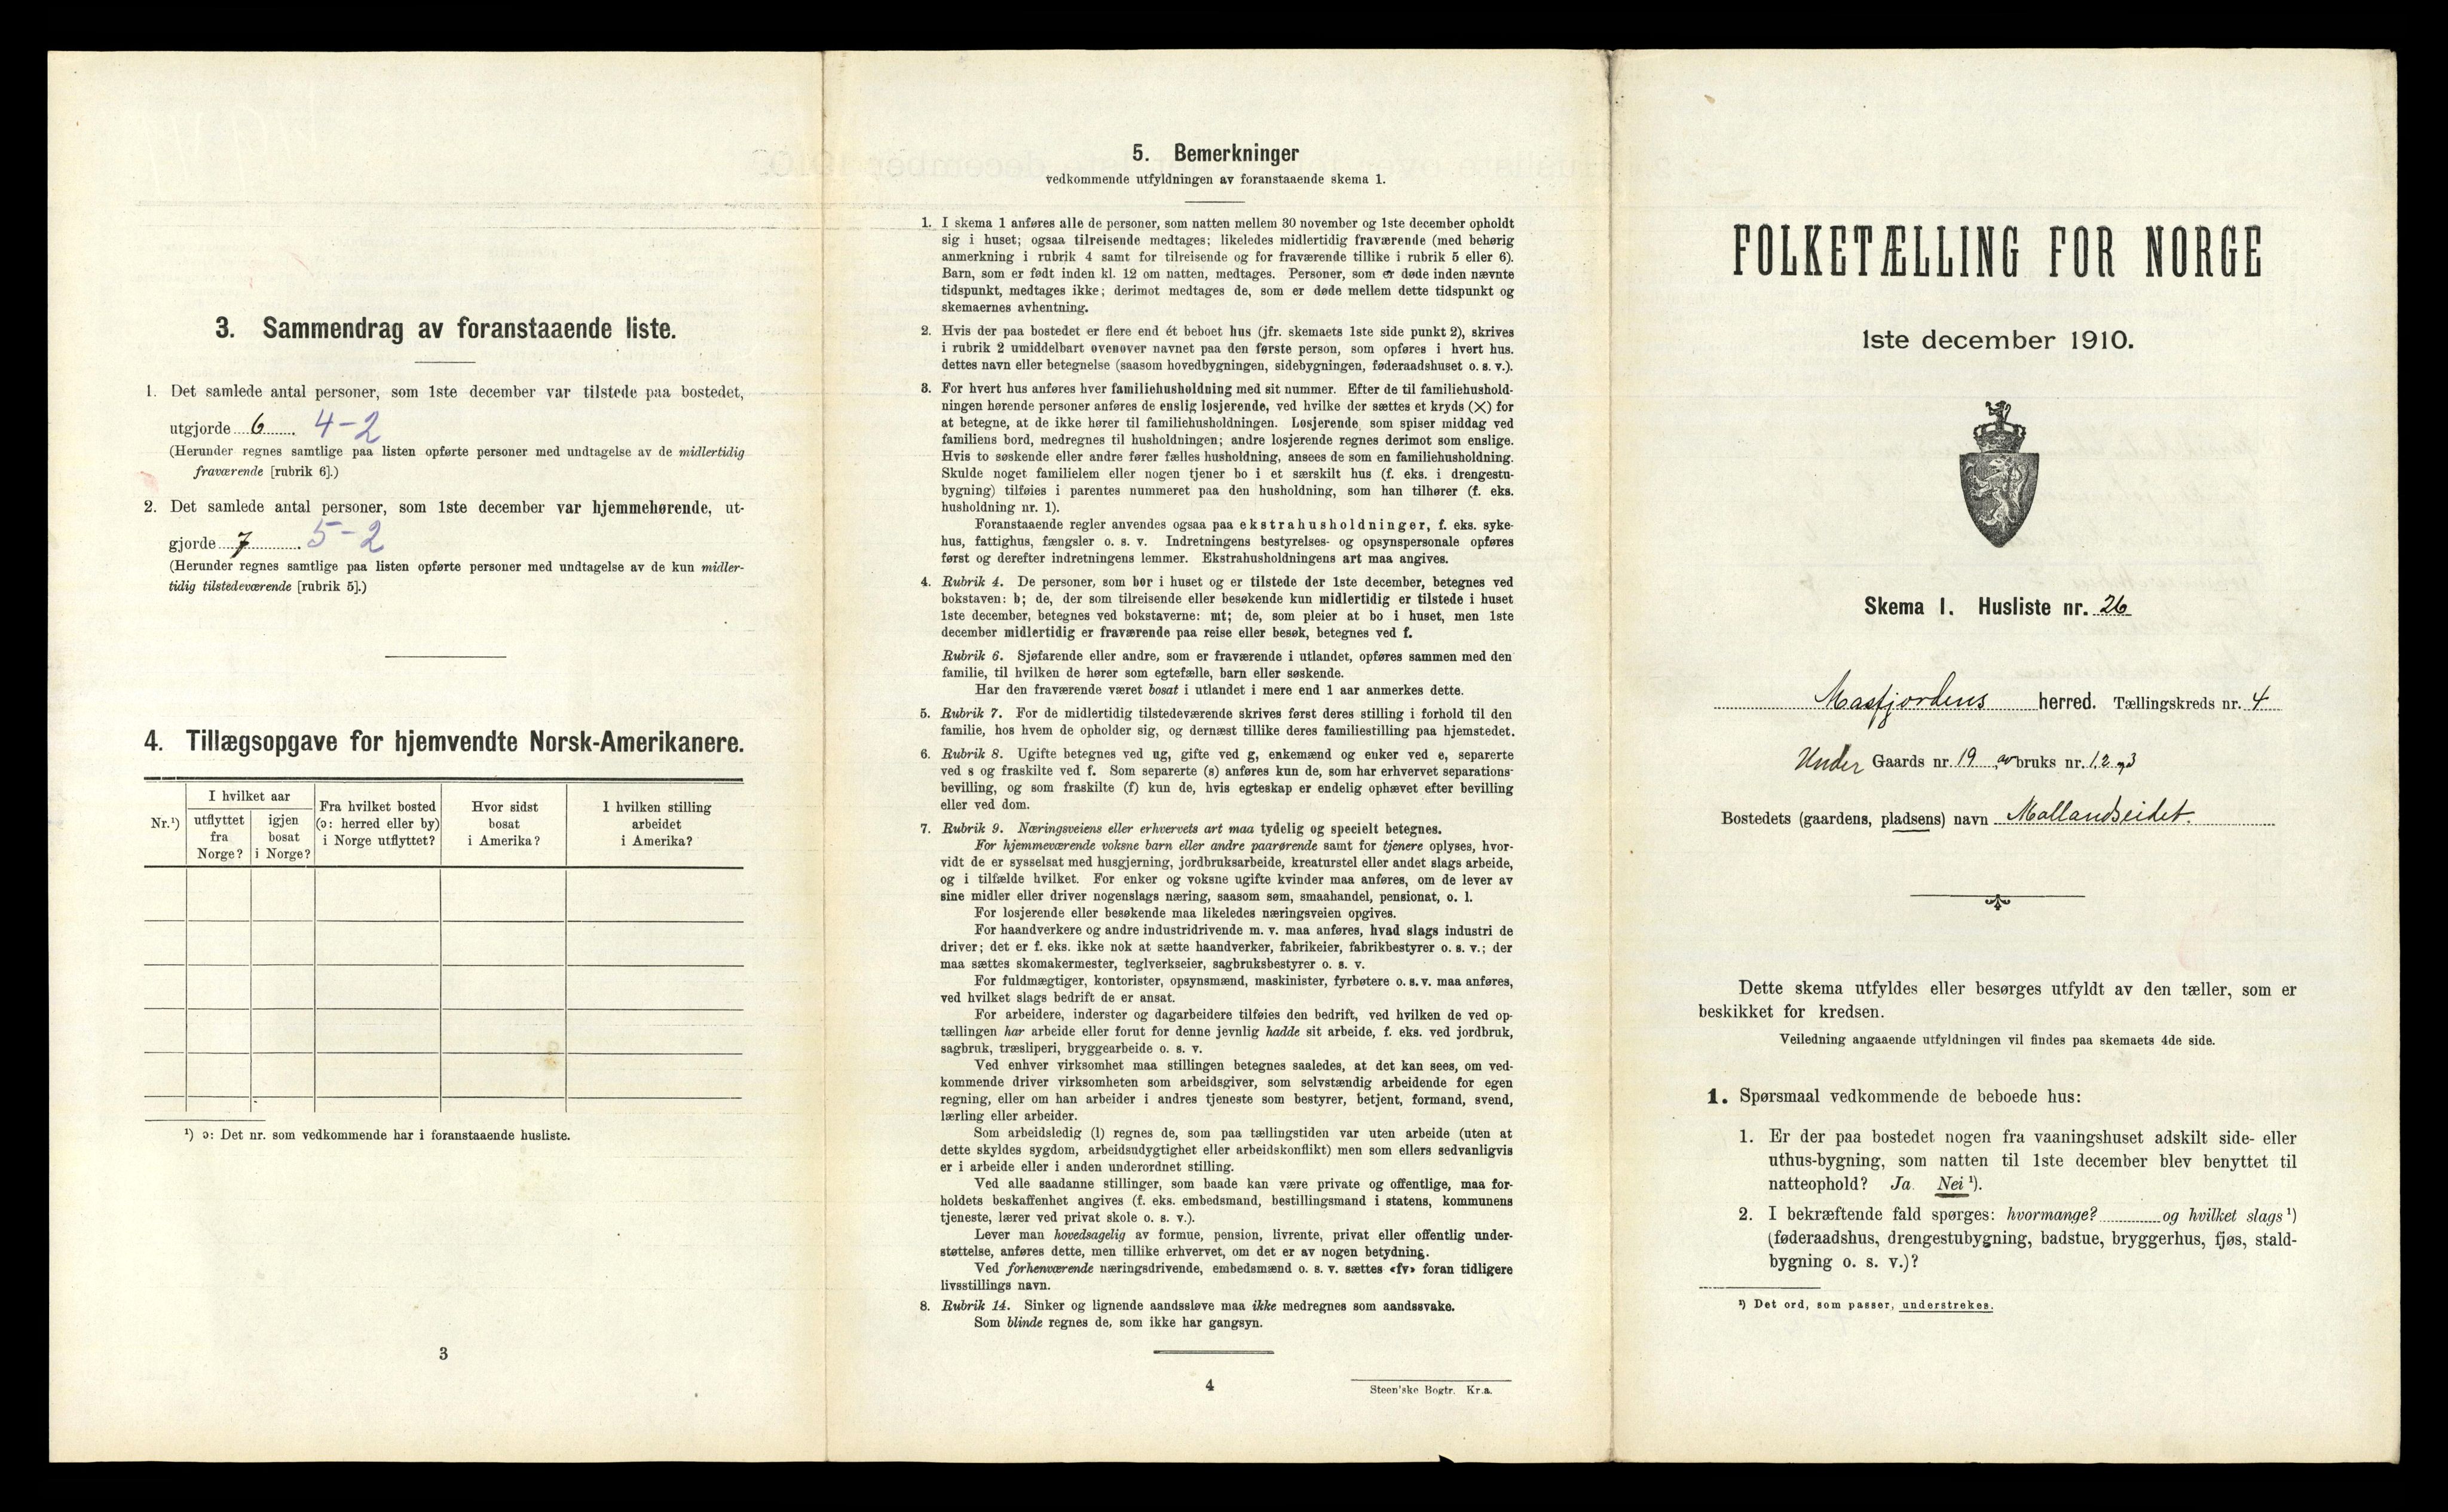 3. Sammendrag av foranstaaende liste.
1. Det samlede antal personer, som 1ste december var tilstede paa bostedet,
utgjorde 6. 4-2
(Herunder regnes samtlige paa listen opførte personer med undtagelse av de midlertidig
fraværende [rubrik 6].)
2. Det samlede antal personer, som 1ste december var hjemmehørende, ut-
gjorde 7. 5-2
(Herunder regnes samtlige paa listen opførte personer med undtagelse av de kun midler-
tidig tilstedeværende [rubrik 5].)
4. Tillægsopgave for hjemvendte Norsk-Amerikanere.
Nr.¹)
I hvilket aar
utflyttet fra Norge?
igjen bosat i Norge?
Fra hvilket bosted (ɔ: herred eller by) i Norge utflyttet?
Hvor sidst bosat i Amerika?
I hvilken stilling arbeidet i Amerika?
¹) ɔ: Det nr. som vedkommende har i foranstaaende husliste.
3
5. Bemerkninger
vedkommende utfyldningen av foranstaaende skema 1.
1. I skema 1 anføres alle de personer, som natten mellem 30 november og 1ste december opholdt
sig i huset; ogsaa tilreisende medtages; likeledes midlertidig fraværende (med behørig
anmerkning i rubrik 4 samt for tilreisende og for fraværende tillike i rubrik 5 eller 6).
Barn, som er født inden kl. 12 om natten, medtages. Personer, som er døde inden nævnte
tidspunkt, medtages ikke; derimot medtages de, som er døde mellem dette tidspunkt og
skemaernes avhentning.
2. Hvis der paa bostedet er flere end ét beboet hus (jfr. skemaets 1ste side punkt 2), skrives
i rubrik 2 umiddelbart ovenover navnet paa den første person, som opføres i hvert hus.
dettes navn eller betegnelse (saasom hovedbygningen, sidebygningen, føderaadshuset o. s. v.).
3. For hvert hus anføres hver familiehusholdning med sit nummer. Efter de til familiehushold-
ningen hørende personer anføres de enslig losjerende, ved hvilke der sættes et kryds (×) for
at betegne, at de ikke hører til familiehusholdningen. Losjerende, som spiser middag ved
familiens bord, medregnes til husholdningen; andre losjerende regnes derimot som enslige.
Hvis to søskende eller andre fører fælles husholdning, ansees de som en familiehusholdning.
Skulde noget familielem eller nogen tjener bo i et særskilt hus (f. eks. i drengestu-
bygning) tilføies i parentes nummeret paa den husholdning, som han tilhører (f. eks.
husholdning nr. 1).
Foranstaaende regler anvendes ogsaa paa ekstrahusholdninger, f. eks. syke-
hus, fattighus, fængsler o. s. v. Indretningens bestyrelses- og opsynspersonale opføres
først og derefter indretningens lemmer. Ekstrahusholdningens art maa angives.
4. Rubrik 4. De personer, som bor i huset og er tilstede der 1ste december, betegnes ved
bokstaven: b; de, der som tilreisende eller besøkende kun midlertidig er tilstede i huset
1ste december, betegnes ved bokstaverne: mt; de, som pleier at bo i huset, men 1ste
december midlertidig er fraværende paa reise eller besøk, betegnes ved f.
Rubrik 6. Sjøfarende eller andre, som er fraværende i utlandet, opføres sammen med den
familie, til hvilken de hører som egtefælle, barn eller søskende.
Har den fraværende været bosat i utlandet i mere end 1 aar anmerkes dette.
5. Rubrik 7. For de midlertidig tilstedeværende skrives først deres stilling i forhold til den
familie, hos hvem de opholder sig, og dernæst tillike deres familiestilling paa hjemstedet.
6. Rubrik 8. Ugifte betegnes ved ug, gifte ved g, enkemænd og enker ved e, separerte
ved s og fraskilte ved f. Som separerte (s) anføres kun de, som har erhvervet separations-
bevilling, og som fraskilte (f) kun de, hvis egteskap er endelig ophævet efter bevilling
eller ved dom.
7. Rubrik 9. Næringsveiens eller erhvervets art maa tydelig og specielt betegnes.
For hjemmeværende voksne barn eller andre paarørende samt for tjenere oplyses, hvor-
vidt de er sysselsat med husgjerning, jordbruksarbeide, kreaturstel eller andet slags arbeide,
og i tilfælde hvilket. For enker og voksne ugifte kvinder maa anføres, om de lever av
sine midler eller driver nogenslags næring, saasom søm, smaahandel, pensionat, o. l.
For losjerende eller besøkende maa likeledes næringsveien opgives.
For haandverkere og andre industridrivende m. v. maa anføres, hvad slags industri de
driver; det er f. eks. ikke nok at sætte haandverker, fabrikeier, fabrikbestyrer o. s. v.; der
maa sættes skomakermester, teglverkseier, sagbruksbestyrer o. s. v.
For fuldmægtiger, kontorister, opsynsmænd, maskinister, fyrbøtere o. s. v. maa anføres,
ved hvilket slags bedrift de er ansat.
For arbeidere, inderster og dagarbeidere tilføies den bedrift, ved hvilken de ved op-
tællingen har arbeide eller forut for denne jevnlig hadde sit arbeide, f. eks. ved jordbruk,
sagbruk, træsliperi, bryggearbeide o. s. v.
Ved enhver virksomhet maa stillingen betegnes saaledes, at det kan sees, om ved-
kommende driver virksomheten som arbeidsgiver, som selvstændig arbeidende for egen
regning, eller om han arbeider i andres tjeneste som bestyrer, betjent, formand, svend,
lærling eller arbeider.
Som arbeidsledig (l) regnes de, som paa tællingstiden var uten arbeide (uten at
dette skyldes sygdom, arbeidsudygtighet eller arbeidskonflikt) men som ellers sedvanligvis
er i arbeide eller i anden underordnet stilling.
Ved alle saadanne stillinger, som baade kan være private og offentlige, maa for-
holdets beskaffenhet angives (f. eks. embedsmand, bestillingsmand i statens, kommunens
tjeneste, lærer ved privat skole o. s. v.).
Lever man hovedsagelig av formue, pension, livrente, privat eller offentlig under-
støttelse, anføres dette, men tillike erhvervet, om det er av nogen betydning.
Ved forhenværende næringsdrivende, embedsmænd o. s. v. sættes «fv» foran tidligere
livsstillings navn.
8. Rubrik 14. Sinker og lignende aandssløve maa ikke medregnes som aandssvake.
Som blinde regnes de, som ikke har gangsyn.
4
Steen'ske Bogtr. Kr.a.
FOLKETÆLLING FOR NORGE
1ste december 1910.
Skema 1. Husliste nr. 26
Masfjordens herred. Tællingskreds nr. 4
Under Gaards nr. 19 av bruks nr. 1, 2 og 3
Bostedets (gaardens, pladsens) navn Mollandseidet.
Dette skema utfyldes eller besørges utfyldt av den tæller, som er
beskikket for kredsen.
Veiledning angaaende utfyldningen vil findes paa skemaets 4de side.
1. Spørsmaal vedkommende de beboede hus:
1. Er der paa bostedet nogen fra vaaningshuset adskilt side- eller
uthus-bygning, som natten til 1ste december blev benyttet til
natteophold? Ja. Nei ¹).
2. I bekræftende fald spørges: hvormange? og hvilket slags ¹)
(føderaadshus, drengestubygning, badstue, bryggerhus, fjøs, stald-
bygning o. s. v.)?
¹) Det ord, som passer, understrekes.